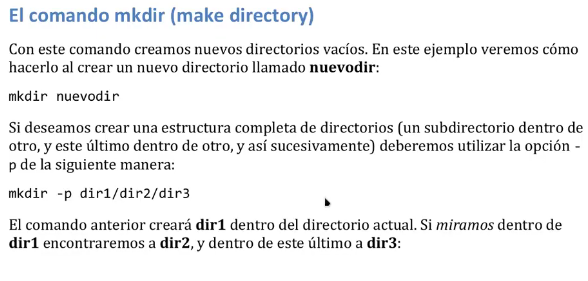 El comando mkdir (make directory)
Con este comando creamos nuevos directorios vacíos. En este ejemplo veremos cómo
hacerlo al crear un nuevo directorio llamado nuevodir:
mkdir nuevodir
Si deseamos crear una estructura completa de directorios (un subdirectorio dentro de
otro, y este último dentro de otro, y así sucesivamente) deberemos utilizar la opción -
p de la siguiente manera:
mkdir -p dir1/dir2/dir3
El comando anterior creará dir1 dentro del directorio actual. Si miramos dentro de
dir1 encontraremos a dir2, y dentro de este último a dir3: